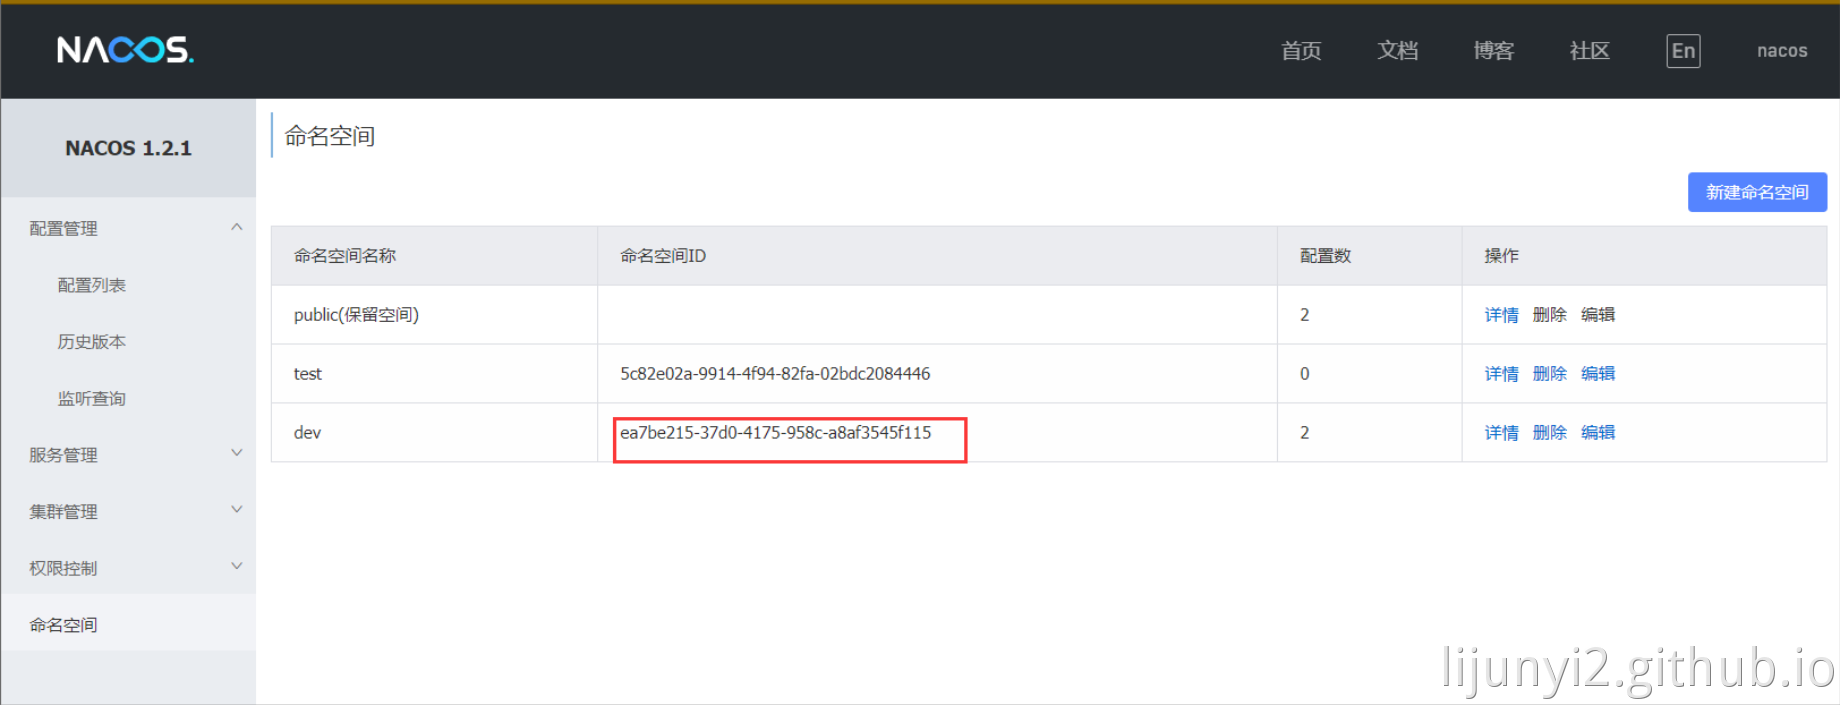 NACOS.
首页 文档 博客 社区 En nacos
NACOS 1.2.1
配置管理
配置列表
历史版本
监听查询
服务管理
集群管理
权限控制
命名空间
命名空间
新建命名空间
命名空间名称 命名空间ID 配置数 操作
public(保留空间) 2 详情 删除 编辑
test 5c82e02a-9914-4f94-82fa-02bdc2084446 0 详情 删除 编辑
dev ea7be215-37d0-4175-958c-a8af3545f115 2 详情 删除 编辑
lijunyi2.github.io